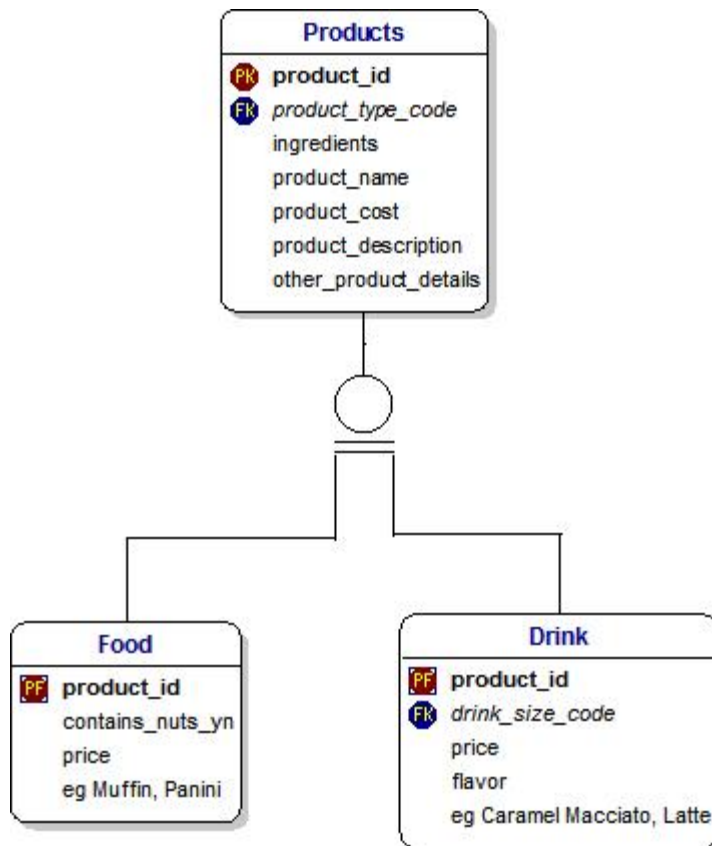 Products
PK product_id
FK product_type_code
ingredients
product_name
product_cost
product_description
other_product_details
Food
PF product_id
contains_nuts_yn
price
eg Muffin, Panini
Drink
PF product_id
FK drink_size_code
price
flavor
eg Caramel Macciato, Latte